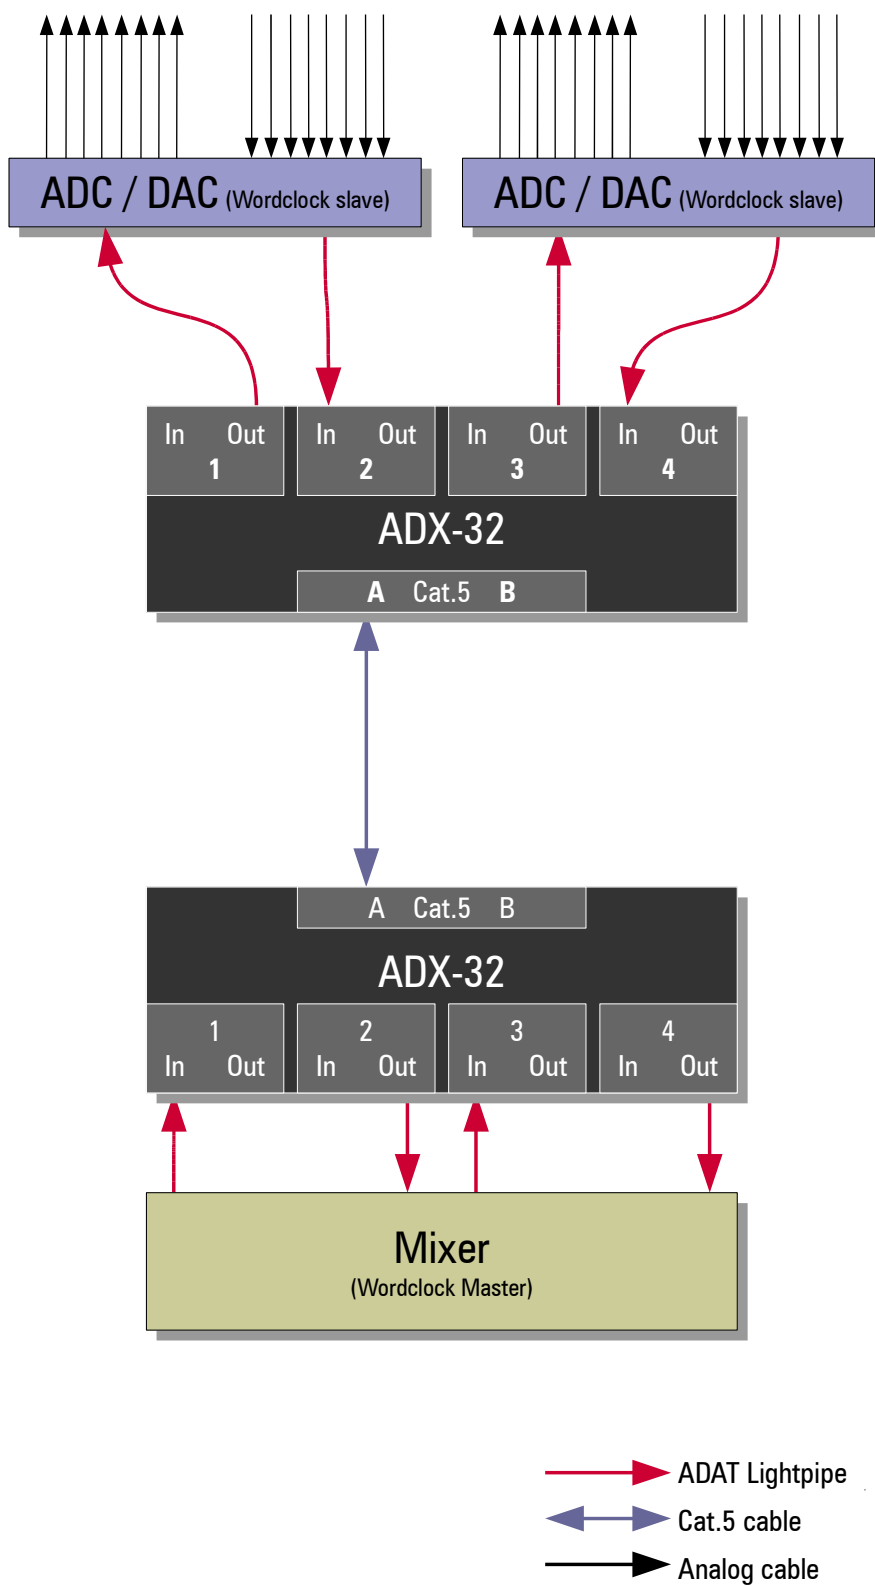 ADC / DAC (Wordclock slave) ADC / DAC (Wordclock slave)
In Out In Out In Out In Out
1 2 3 4
ADX-32
A Cat.5 B
A Cat.5 B
ADX-32
1 2 3 4
In Out In Out In Out In Out
Mixer
(Wordclock Master)
ADAT Lightpipe
Cat.5 cable
Analog cable